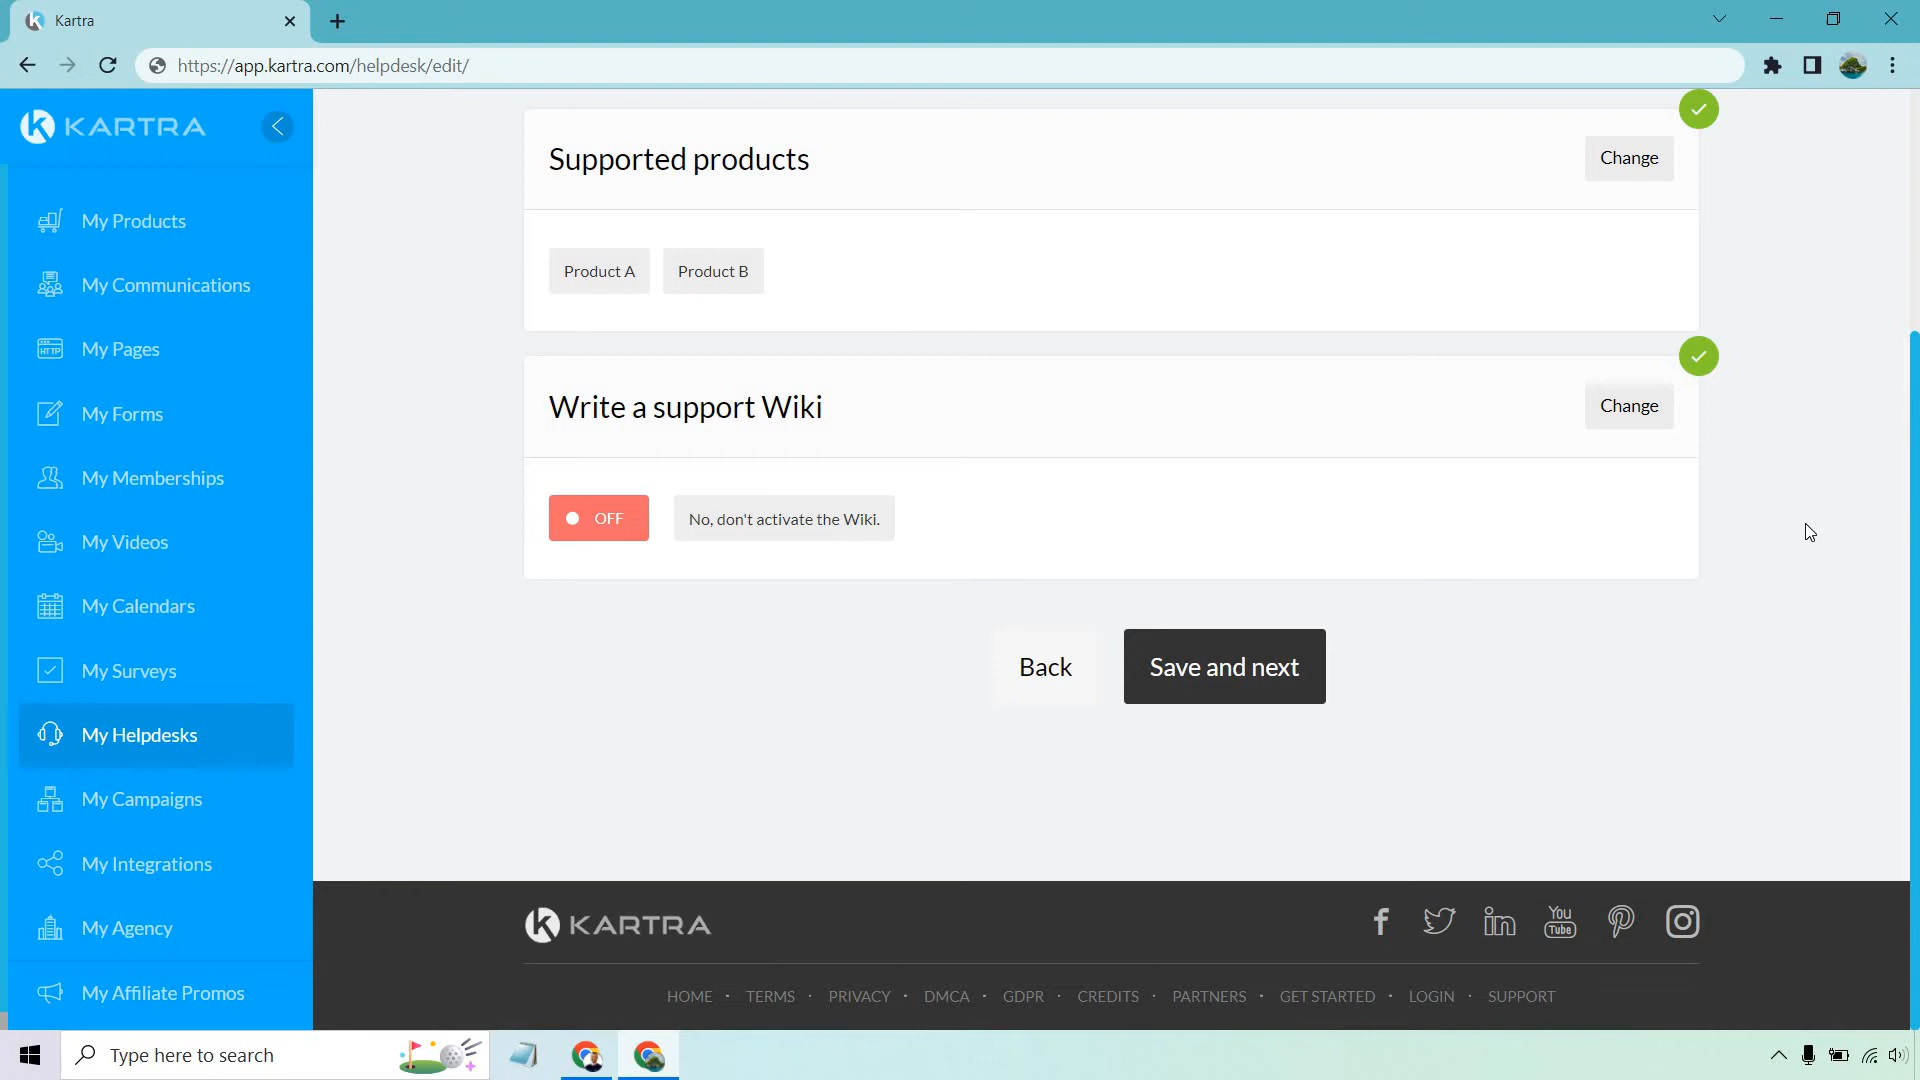 Kartra
https://app.kartra.com/helpdesk/edit/
KARTRA
My Products
My Communications
HTTP
My Pages
My Forms
My Memberships
My Videos
My Calendars
My Surveys
My Helpdesks
My Campaigns
My Integrations
My Agency
My Affiliate Promos
Supported products
Change
Product A Product B
Write a support Wiki
Change
OFF No, don't activate the Wiki.
Back Save and next
KARTRA
f in You Tube
HOME · TERMS · PRIVACY · DMCA · GDPR · CREDITS · PARTNERS · GET STARTED · LOGIN · SUPPORT
Type here to search